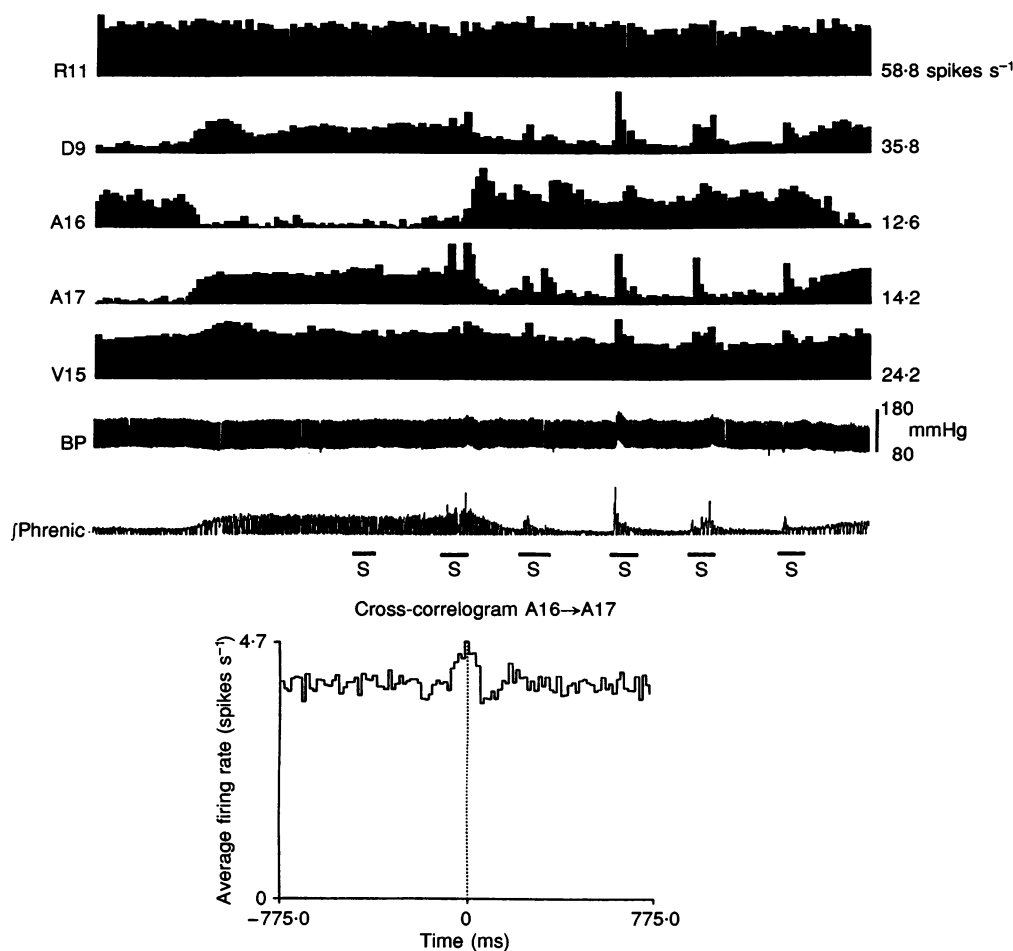 R11 58·8 spikes s⁻¹
D9 35·8
A16 12·6
A17 14·2
V15 24·2
BP 180 mmHg 80
∫Phrenic
S S S S S S
Cross-correlogram A16→A17
4·7
Average firing rate (spikes s⁻¹)
0
−775·0 0 775·0
Time (ms)